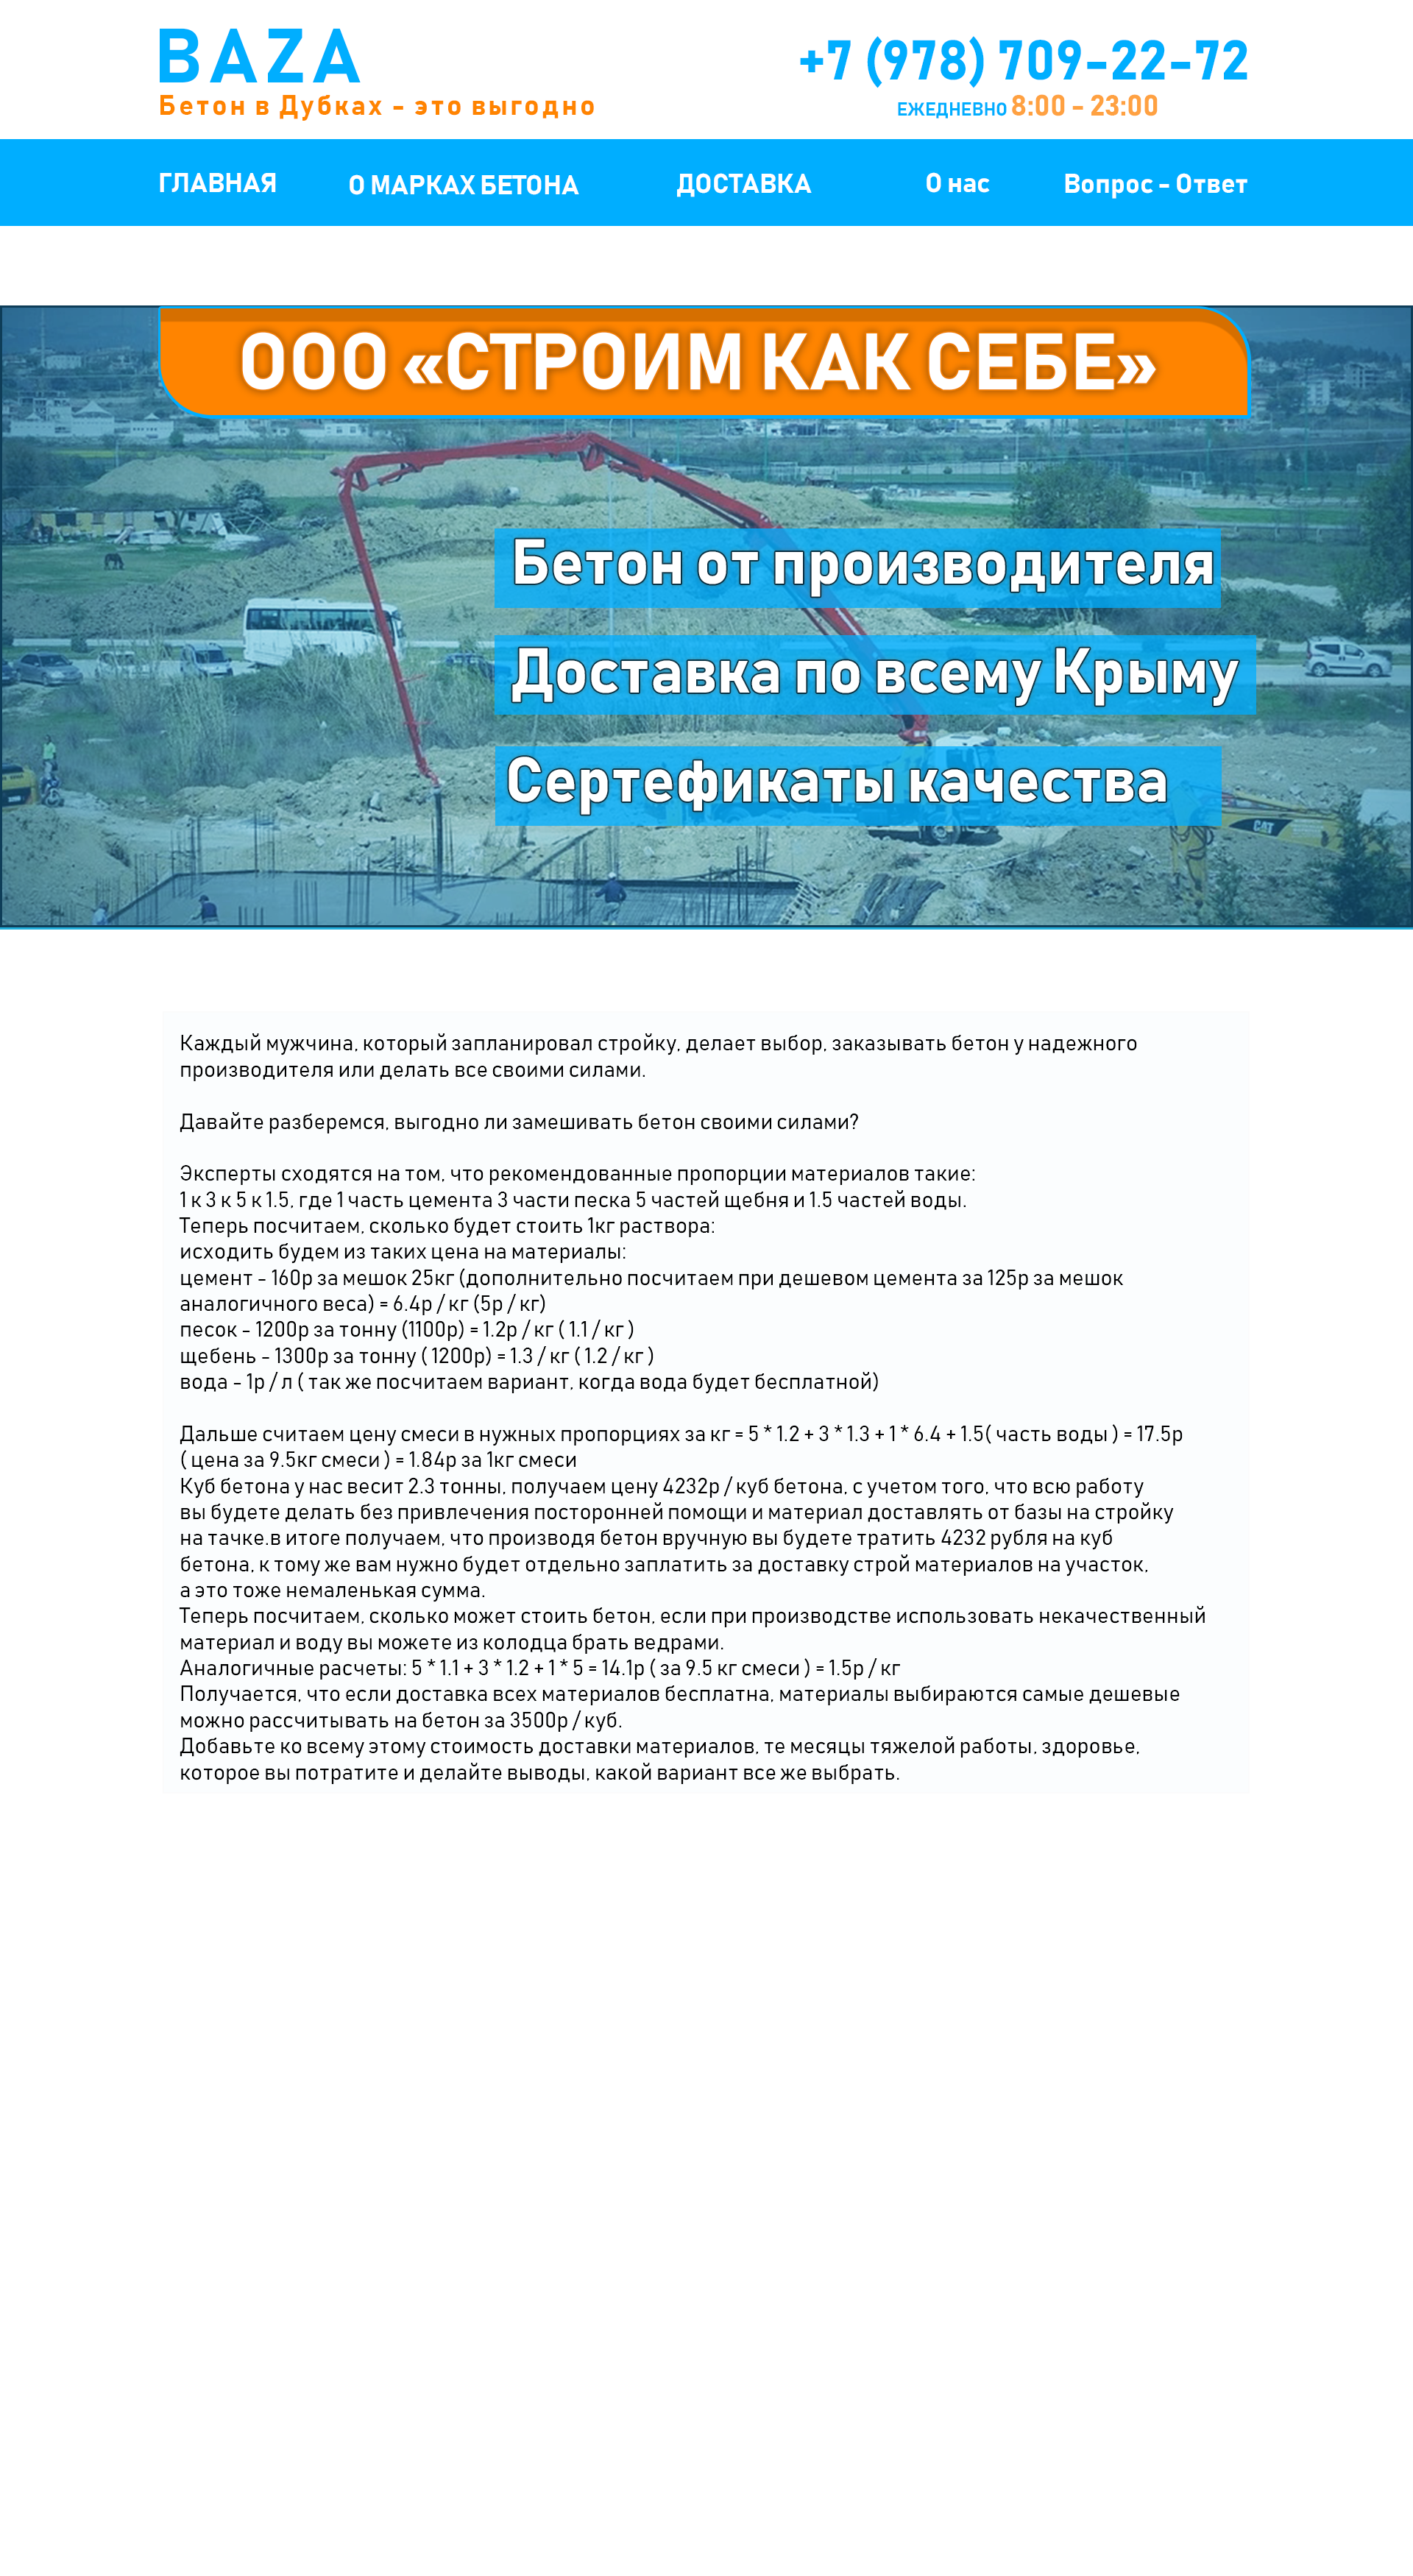 BAZA
Бетон в Дубках - это выгодно
+7 (978) 709-22-72
ЕЖЕДНЕВНО 8:00 - 23:00
ГЛАВНАЯ О МАРКАХ БЕТОНА ДОСТАВКА О нас Вопрос - Ответ
ООО «СТРОИМ КАК СЕБЕ»
Бетон от производителя
Доставка по всему Крыму
Сертефикаты качества
CAT
Каждый мужчина, который запланировал стройку, делает выбор, заказывать бетон у надежного
производителя или делать все своими силами.
Давайте разберемся, выгодно ли замешивать бетон своими силами?
Эксперты сходятся на том, что рекомендованные пропорции материалов такие:
1 к 3 к 5 к 1.5, где 1 часть цемента 3 части песка 5 частей щебня и 1.5 частей воды.
Теперь посчитаем, сколько будет стоить 1кг раствора:
исходить будем из таких цена на материалы:
цемент - 160р за мешок 25кг (дополнительно посчитаем при дешевом цемента за 125р за мешок
аналогичного веса) = 6.4р / кг (5р / кг)
песок - 1200р за тонну (1100р) = 1.2р / кг ( 1.1 / кг )
щебень - 1300р за тонну ( 1200р) = 1.3 / кг ( 1.2 / кг )
вода - 1р / л ( так же посчитаем вариант, когда вода будет бесплатной)
Дальше считаем цену смеси в нужных пропорциях за кг = 5 * 1.2 + 3 * 1.3 + 1 * 6.4 + 1.5( часть воды ) = 17.5р
( цена за 9.5кг смеси ) = 1.84р за 1кг смеси
Куб бетона у нас весит 2.3 тонны, получаем цену 4232р / куб бетона, с учетом того, что всю работу
вы будете делать без привлечения посторонней помощи и материал доставлять от базы на стройку
на тачке.в итоге получаем, что производя бетон вручную вы будете тратить 4232 рубля на куб
бетона, к тому же вам нужно будет отдельно заплатить за доставку строй материалов на участок,
а это тоже немаленькая сумма.
Теперь посчитаем, сколько может стоить бетон, если при производстве использовать некачественный
материал и воду вы можете из колодца брать ведрами.
Аналогичные расчеты: 5 * 1.1 + 3 * 1.2 + 1 * 5 = 14.1р ( за 9.5 кг смеси ) = 1.5р / кг
Получается, что если доставка всех материалов бесплатна, материалы выбираются самые дешевые
можно рассчитывать на бетон за 3500р / куб.
Добавьте ко всему этому стоимость доставки материалов, те месяцы тяжелой работы, здоровье,
которое вы потратите и делайте выводы, какой вариант все же выбрать.